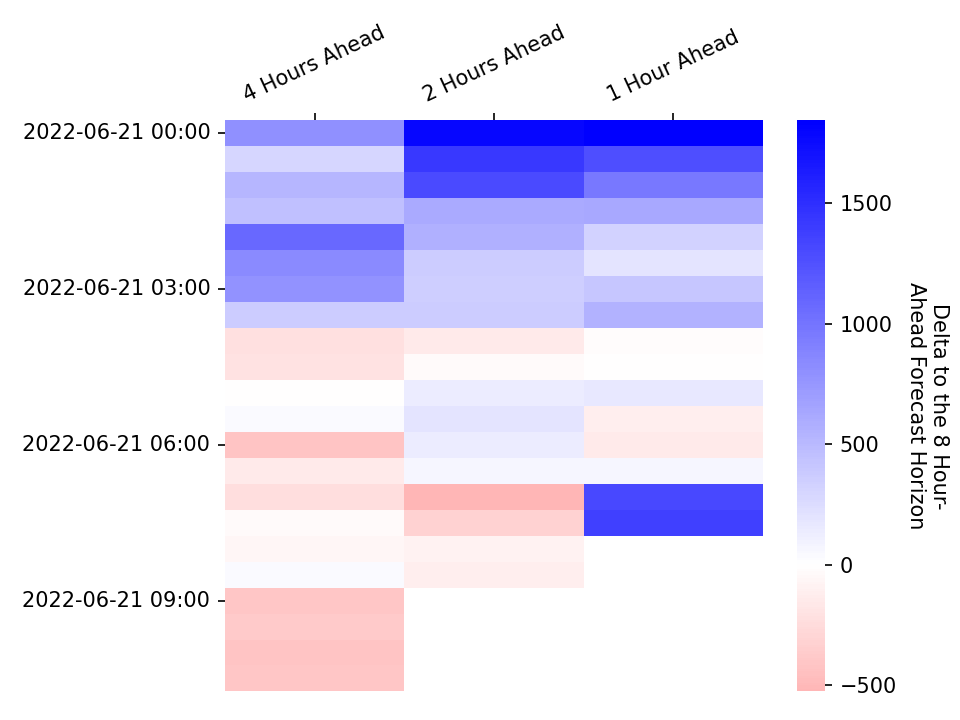 4 Hours Ahead
2 Hours Ahead
1 Hour Ahead
2022-06-21 00:00
2022-06-21 03:00
2022-06-21 06:00
2022-06-21 09:00
1500
1000
500
0
−500
Delta to the 8 Hour-
Ahead Forecast Horizon